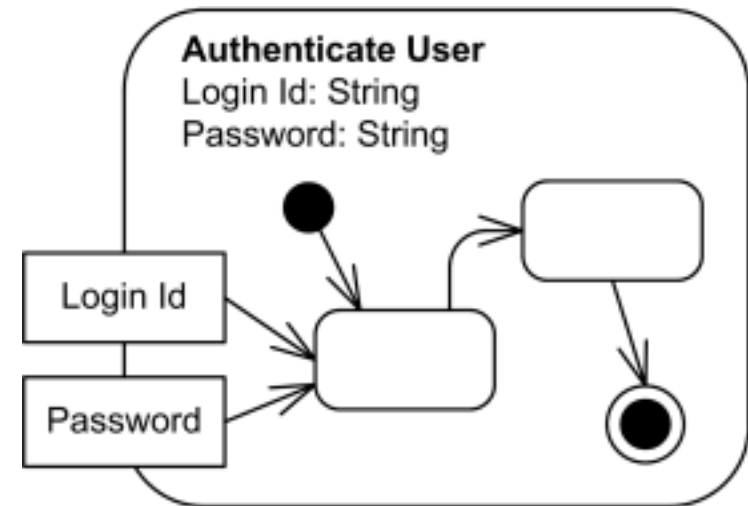 Authenticate User
Login Id: String
Password: String
Login Id
Password